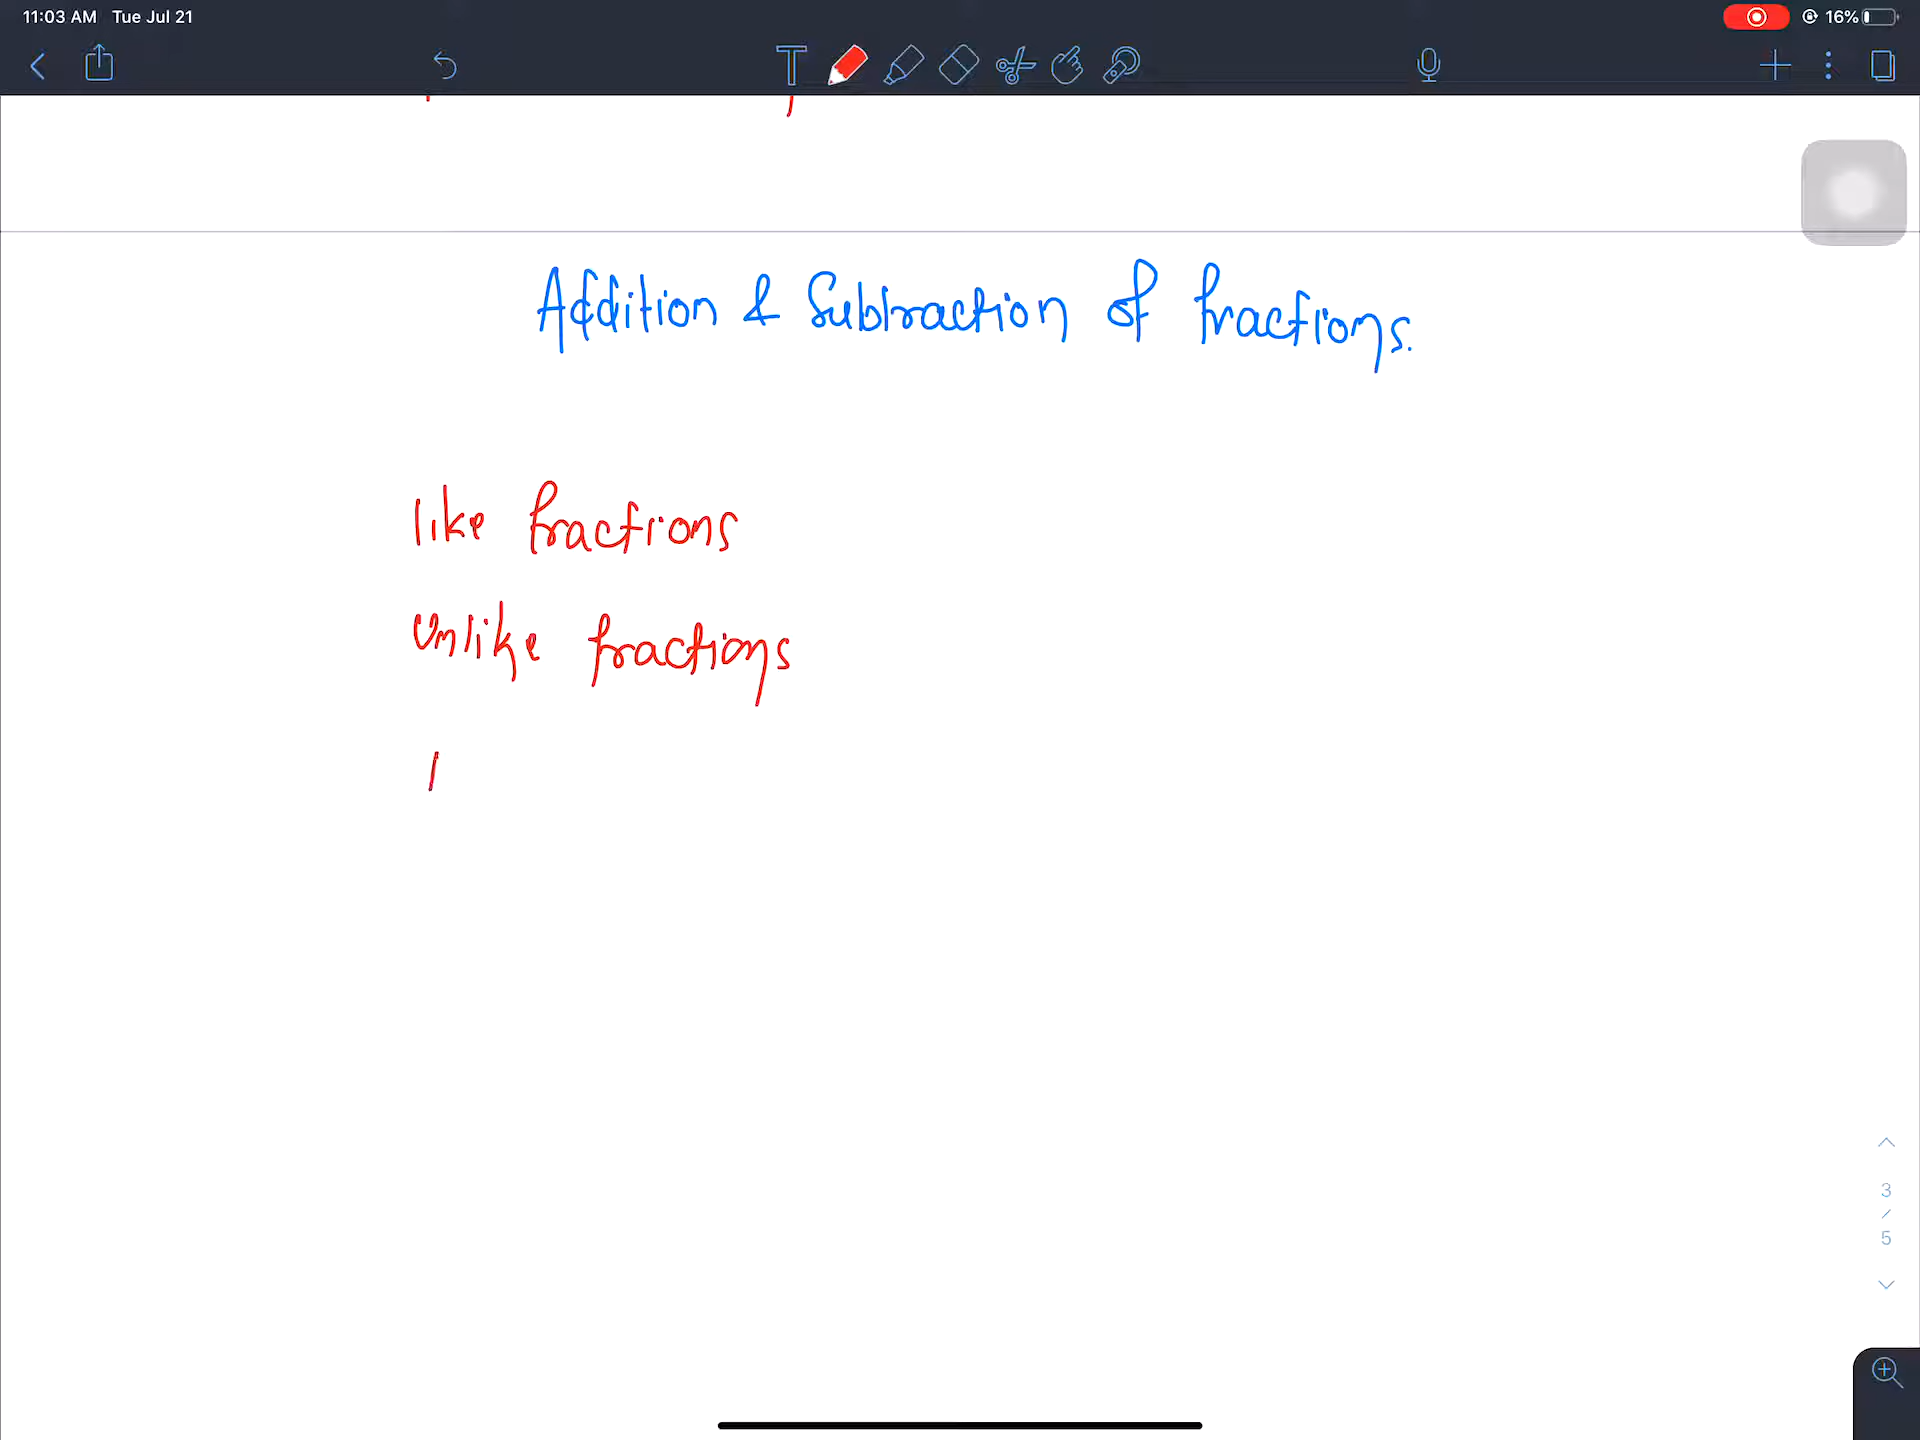 11:03 AM Tue Jul 21
16%
Addition & Subtraction of fractions.
like fractions
Unlike fractions
3
/
5